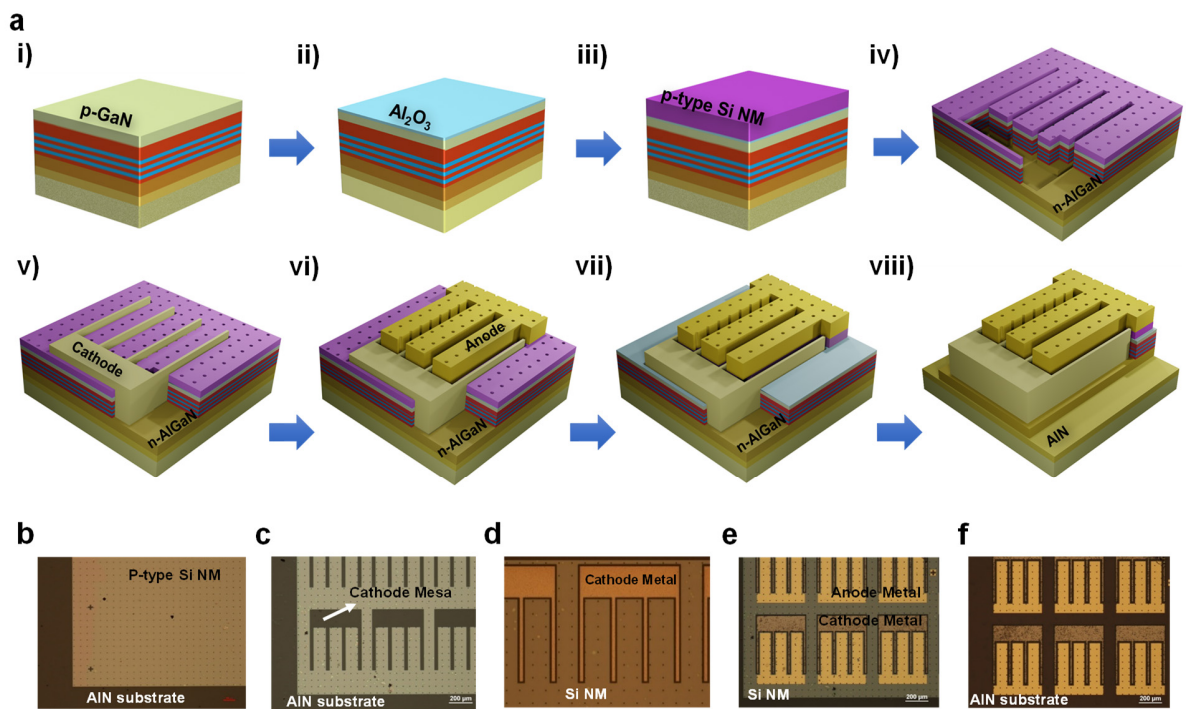 a
i)
ii)
iii)
iv)
p-GaN
Al2O3
p-type Si NM
n-AlGaN
v)
vi)
vii)
viii)
Cathode
n-AlGaN
Anode
n-AlGaN
n-AlGaN
AlN
b
c
d
e
f
P-type Si NM
AlN substrate
Cathode Mesa
AlN substrate
200 μm
Cathode Metal
Si NM
Anode Metal
Cathode Metal
Si NM
200 μm
AlN substrate
200 μm